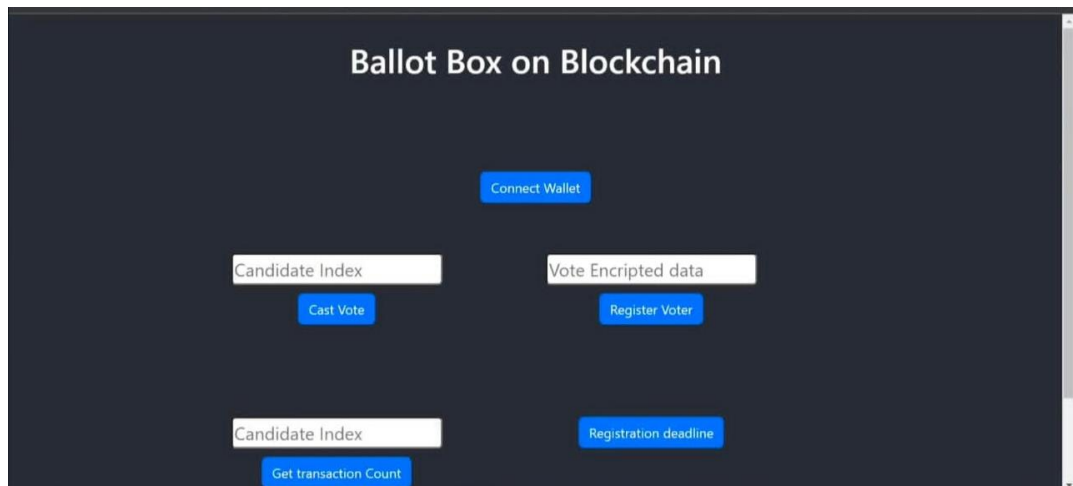 Ballot Box on Blockchain
Connect Wallet
Candidate Index
Vote Encripted data
Cast Vote
Register Voter
Candidate Index
Registration deadline
Get transaction Count